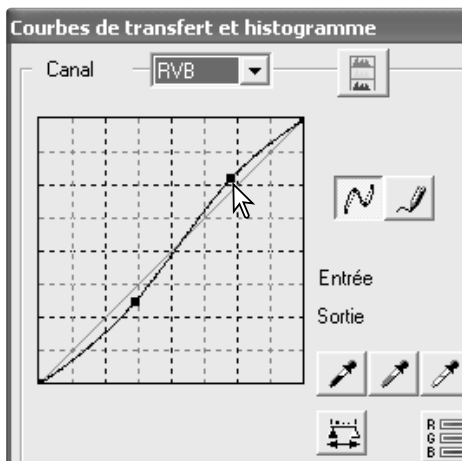 Courbes de transfert et histogramme
Canal RVB
Entrée
Sortie
R
G
B